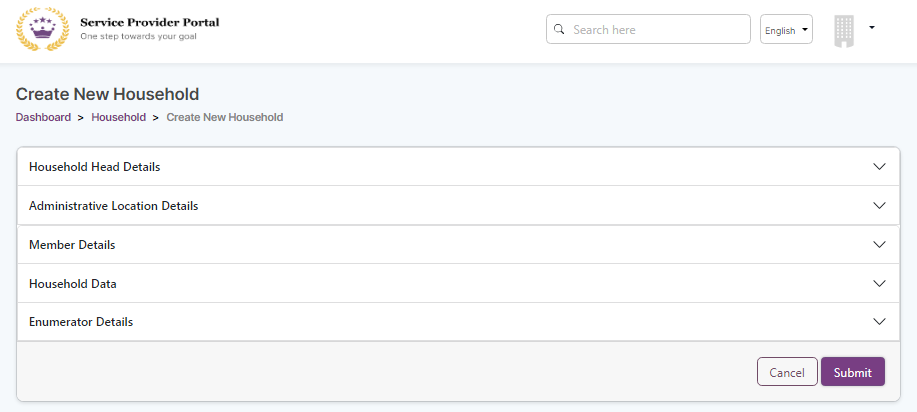 Service Provider Portal
One step towards your goal
Search here
English
Create New Household
Dashboard > Household > Create New Household
Household Head Details
Administrative Location Details
Member Details
Household Data
Enumerator Details
Cancel
Submit